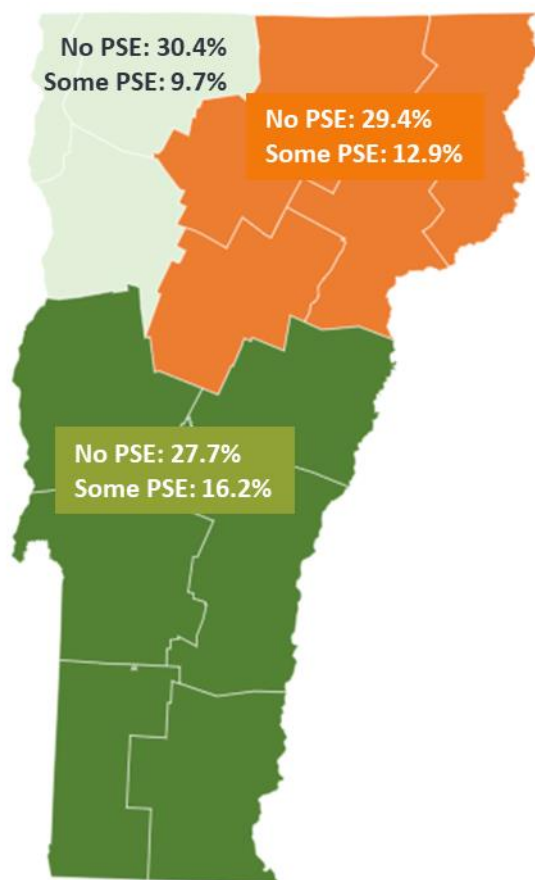 No PSE: 30.4%
Some PSE: 9.7%
No PSE: 29.4%
Some PSE: 12.9%
No PSE: 27.7%
Some PSE: 16.2%